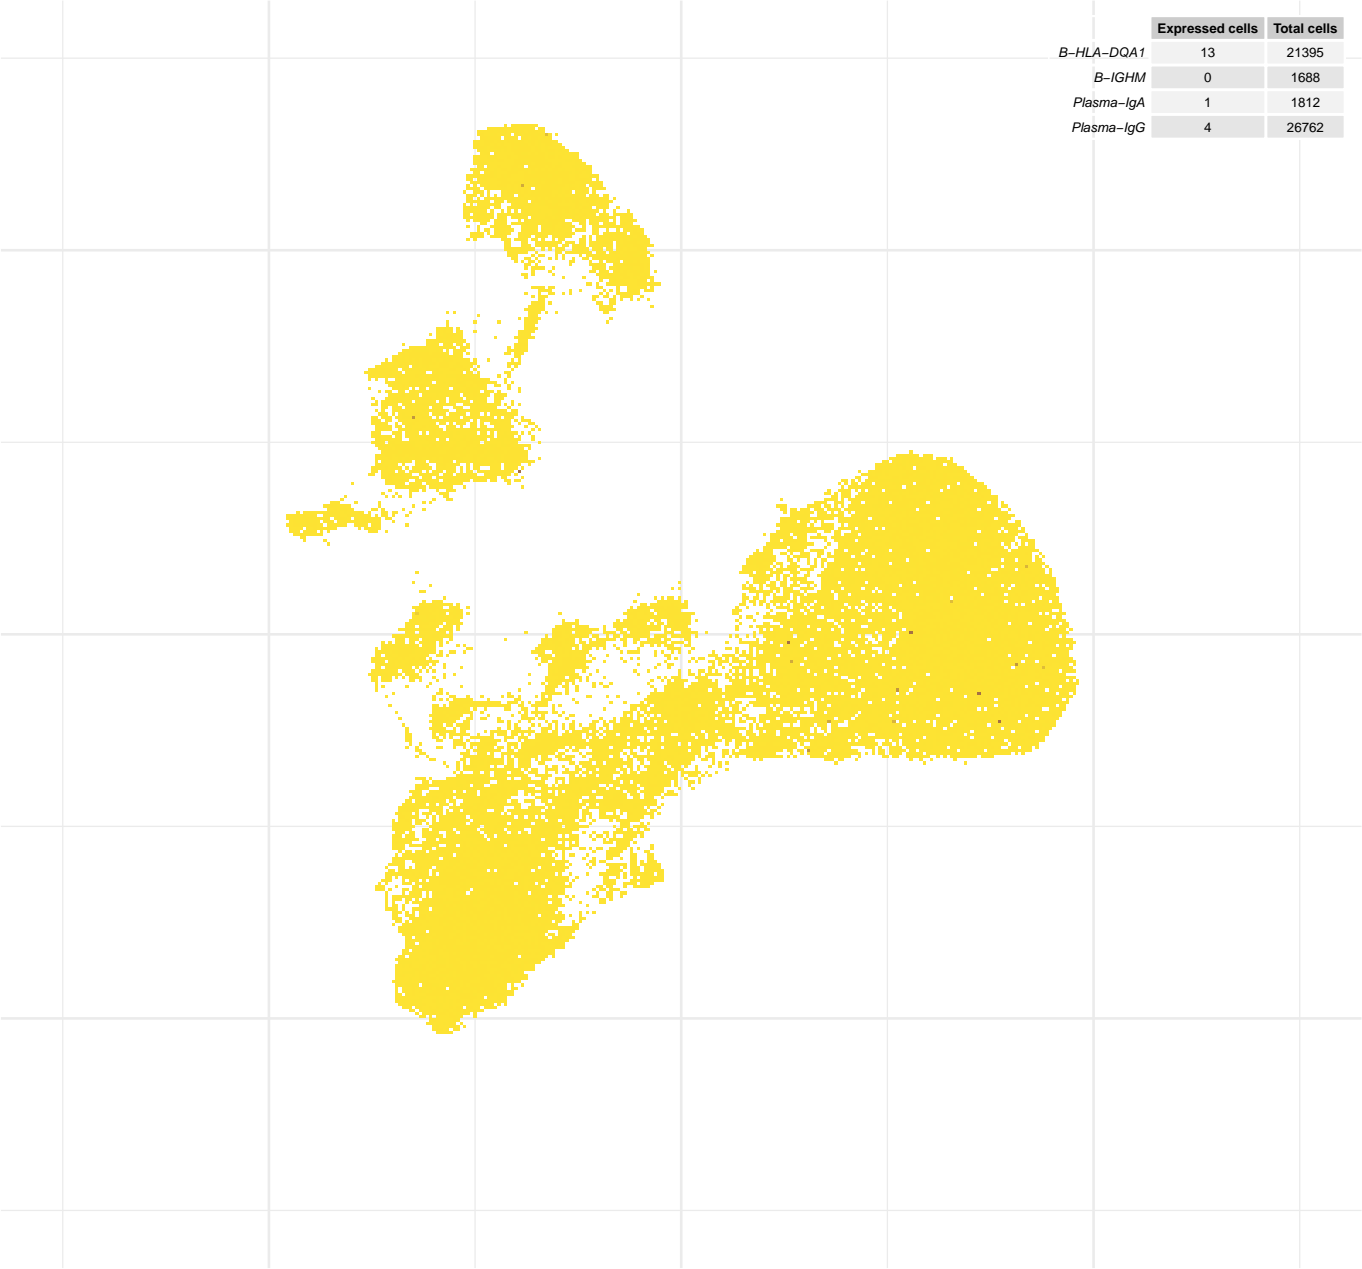 Expressed cells Total cells
B−HLA−DQA1 13 21395
B−IGHM 0 1688
Plasma−IgA 1 1812
Plasma−IgG 4 26762